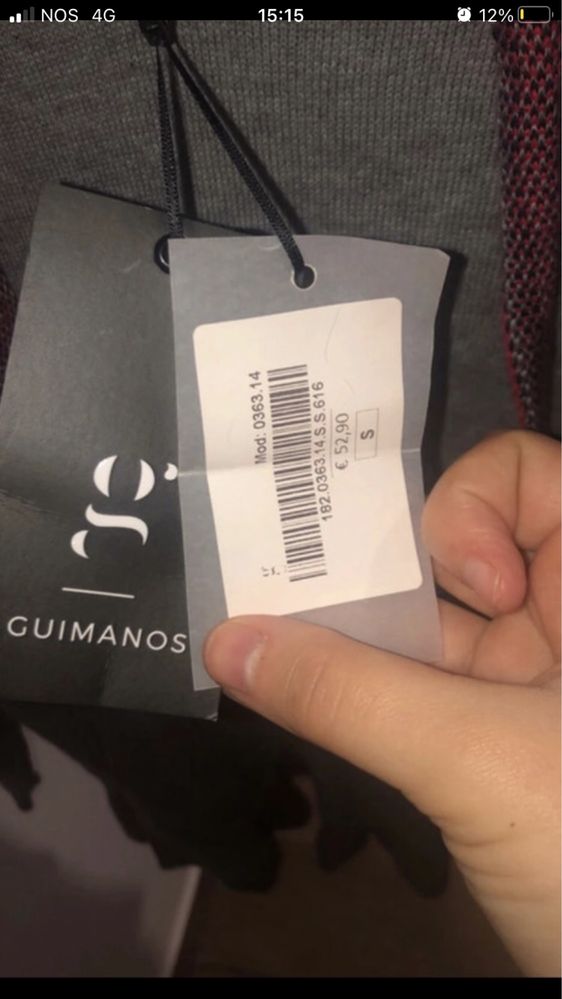 NOS 4G 15:15 12%
GUIMANOS
Mod: 0363.14
182.0363.14.S.S.616
€ 52,90
S